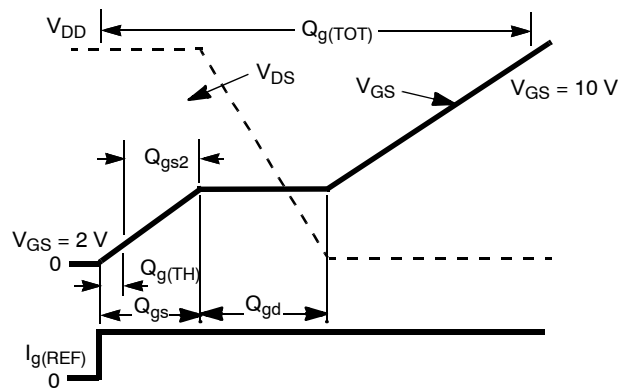 V_DD
Q_g(TOT)
V_DS
V_GS
V_GS = 10 V
Q_gs2
V_GS = 2 V
0
Q_g(TH)
Q_gs
Q_gd
I_g(REF)
0